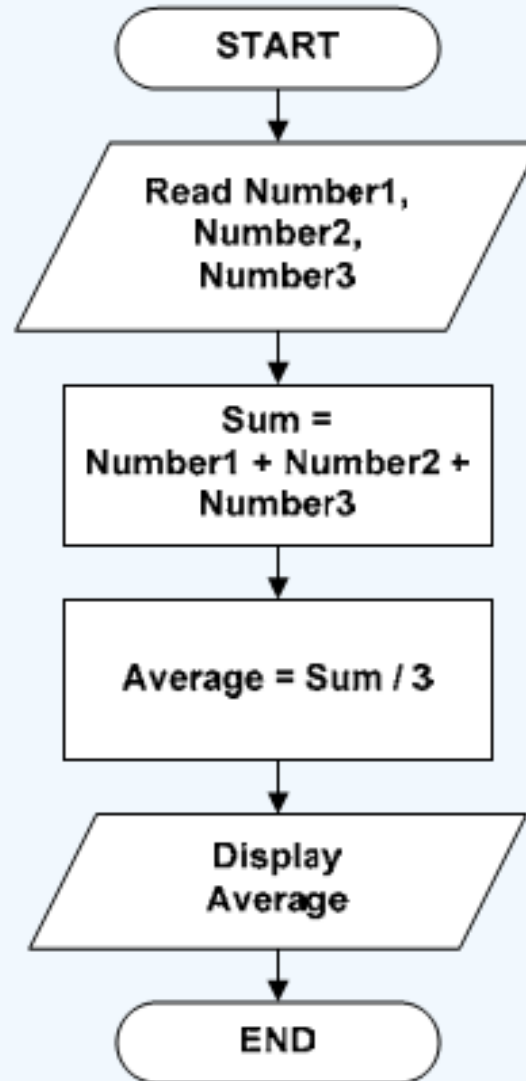 START
Read Number1,
Number2,
Number3
Sum =
Number1 + Number2 +
Number3
Average = Sum / 3
Display
Average
END